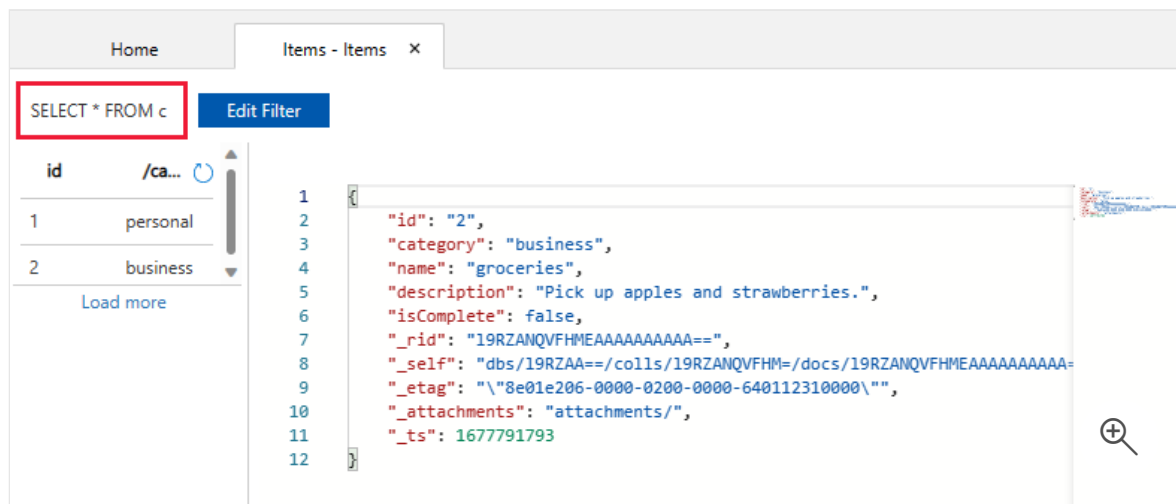 Home Items - Items ×
SELECT * FROM c Edit Filter
id /ca...
1 personal
2 business
Load more
1 {
2 "id": "2",
3 "category": "business",
4 "name": "groceries",
5 "description": "Pick up apples and strawberries.",
6 "isComplete": false,
7 "_rid": "l9RZANQVFHMEAAAAAAAAAA==",
8 "_self": "dbs/l9RZAA==/colls/l9RZANQVFHM=/docs/l9RZANQVFHMEAAAAAAAAAA=
9 "_etag": "\"8e01e206-0000-0200-0000-640112310000\"",
10 "_attachments": "attachments/",
11 "_ts": 1677791793
12 }